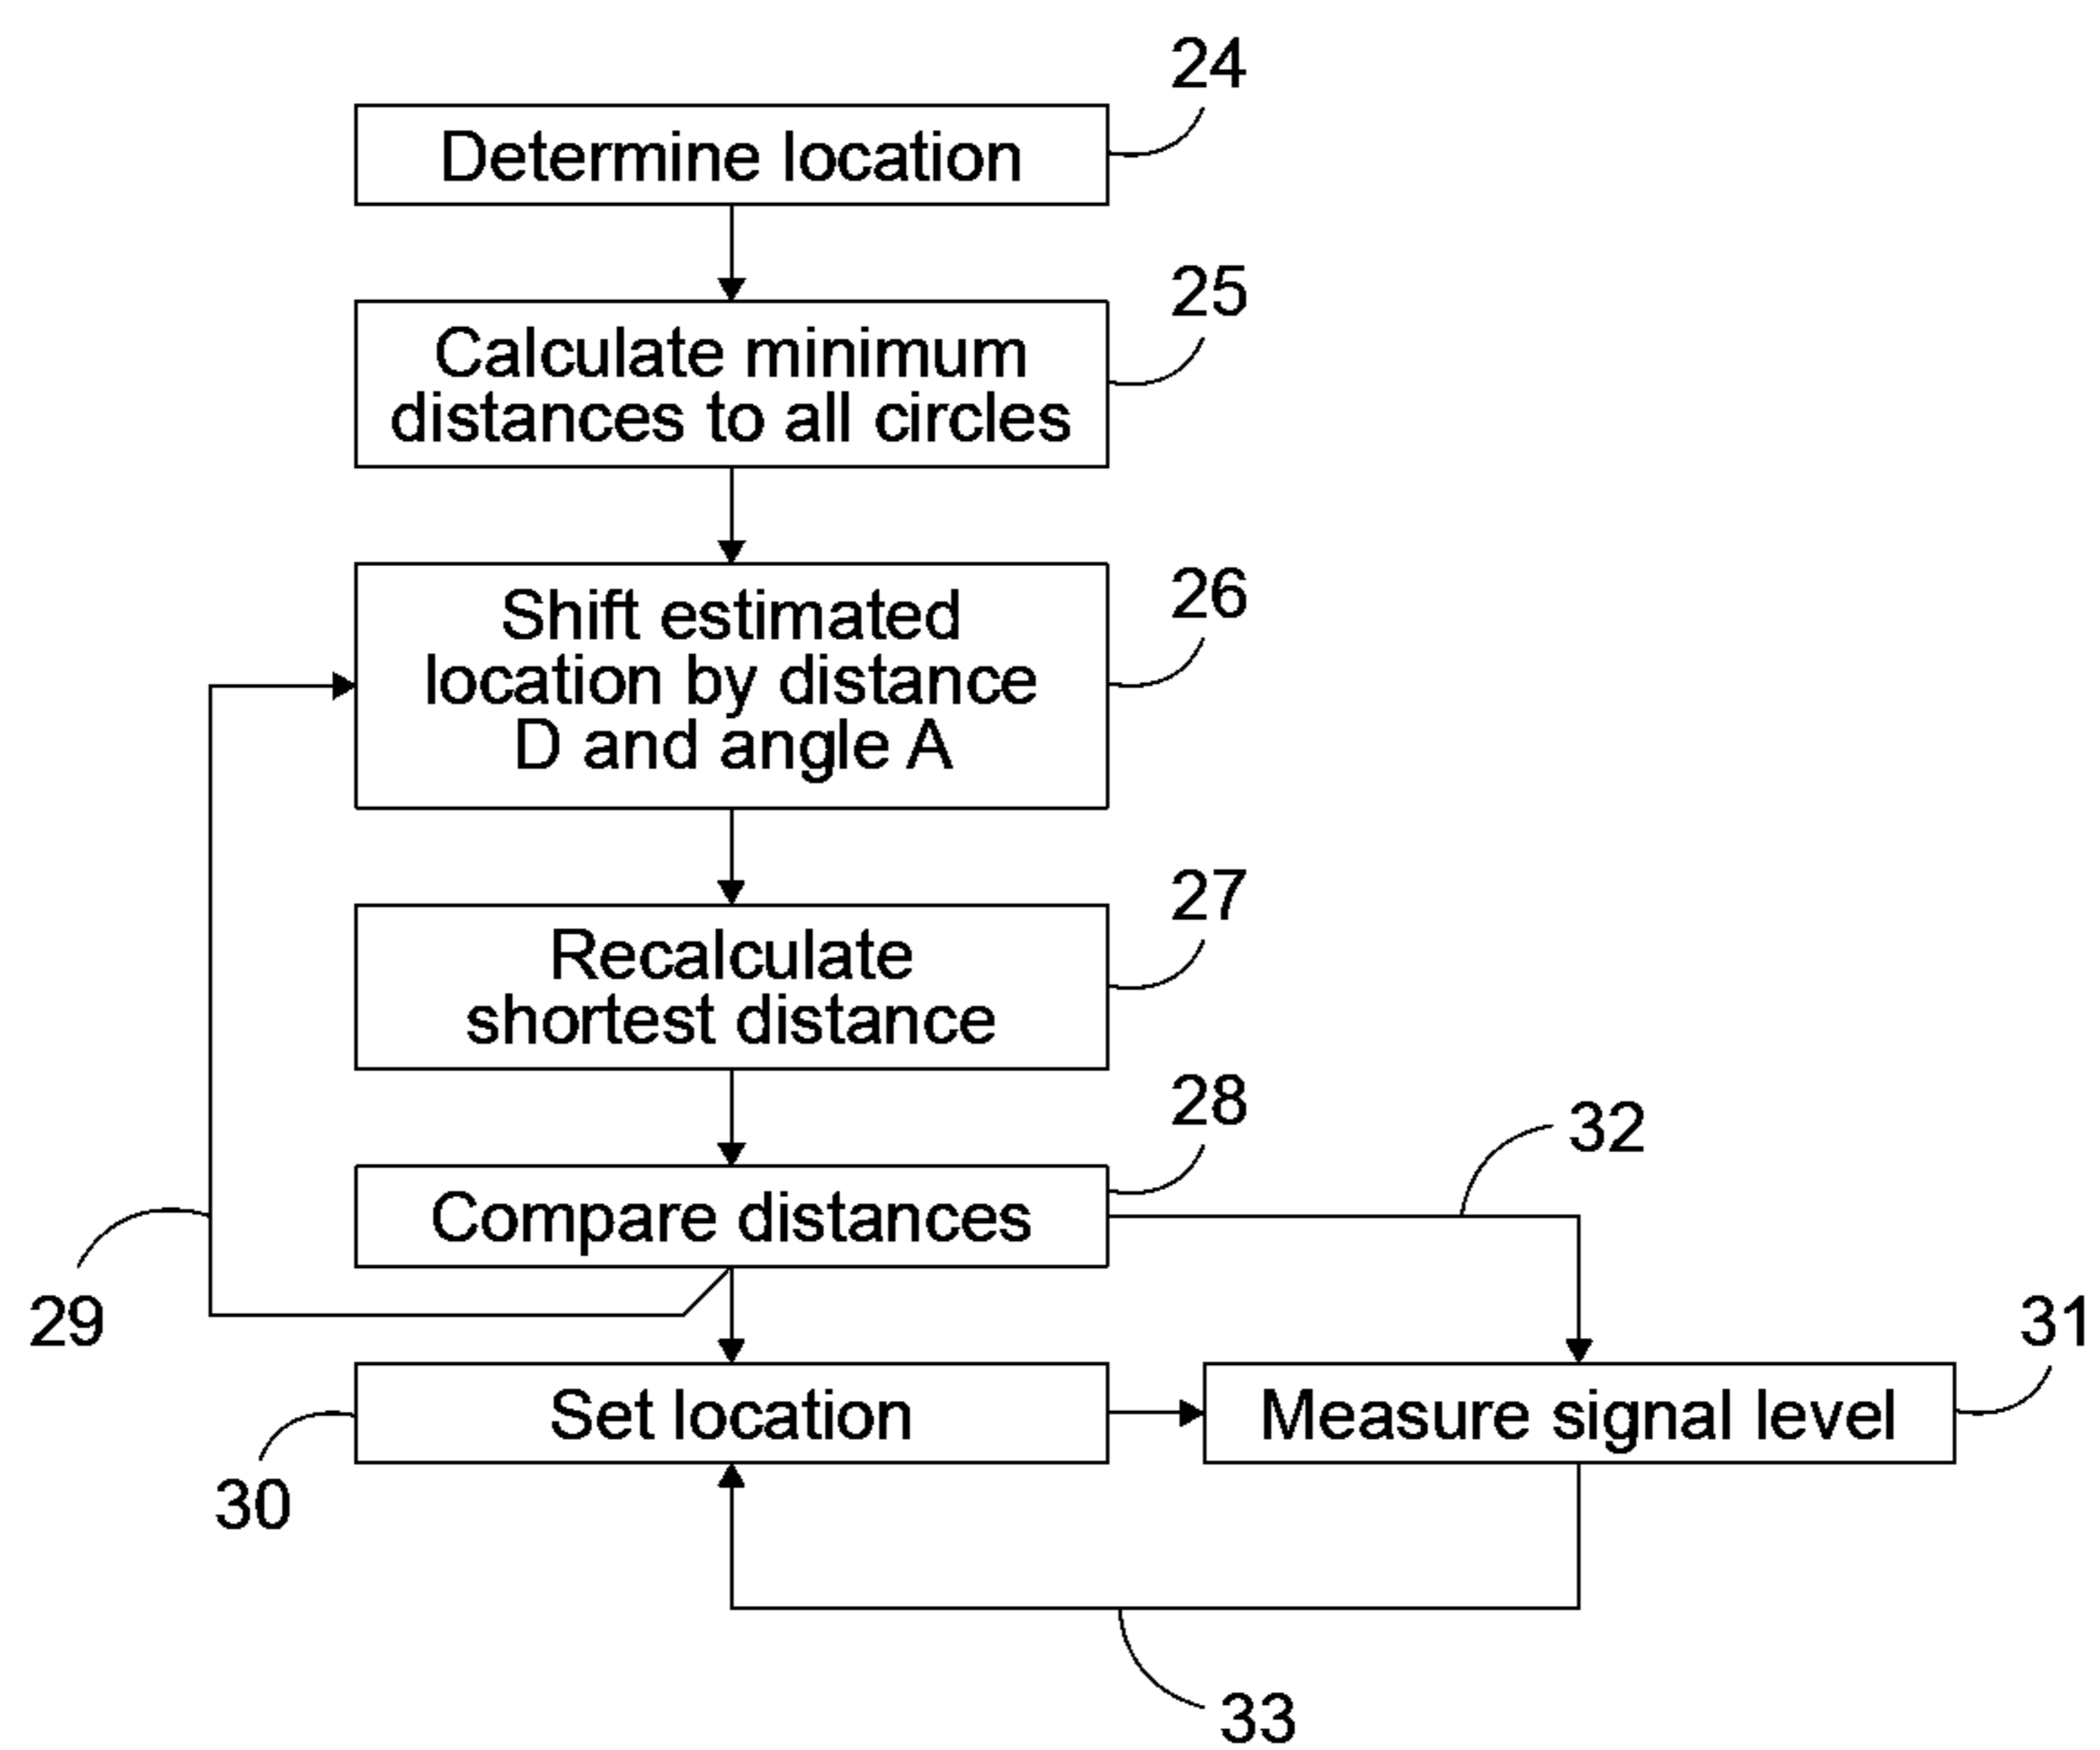 24
Determine location
25
Calculate minimum
distances to all circles
26
Shift estimated
location by distance
D and angle A
27
Recalculate
shortest distance
28
Compare distances
32
29
31
Set location
Measure signal level
30
33